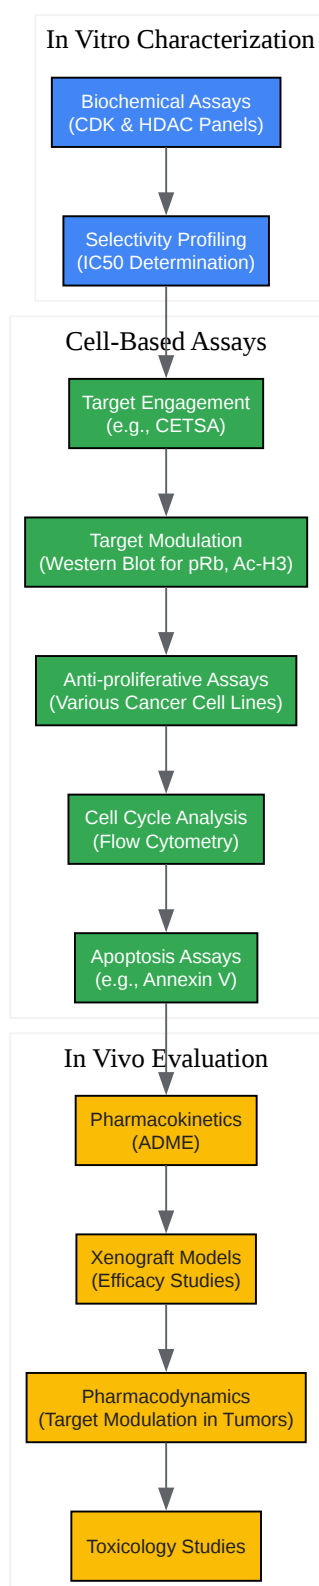 In Vitro Characterization
Biochemical Assays
(CDK & HDAC Panels)
Selectivity Profiling
(IC50 Determination)
Cell-Based Assays
Target Engagement
(e.g., CETSA)
Target Modulation
(Western Blot for pRb, Ac-H3)
Anti-proliferative Assays
(Various Cancer Cell Lines)
Cell Cycle Analysis
(Flow Cytometry)
Apoptosis Assays
(e.g., Annexin V)
In Vivo Evaluation
Pharmacokinetics
(ADME)
Xenograft Models
(Efficacy Studies)
Pharmacodynamics
(Target Modulation in Tumors)
Toxicology Studies